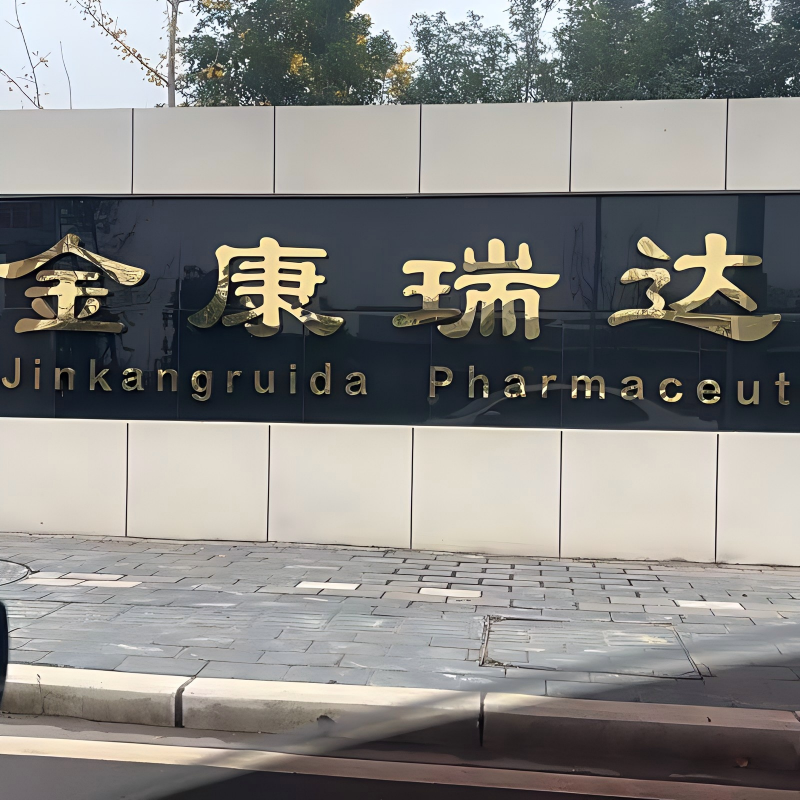 金康瑞达
Jinkangruida Pharmaceut